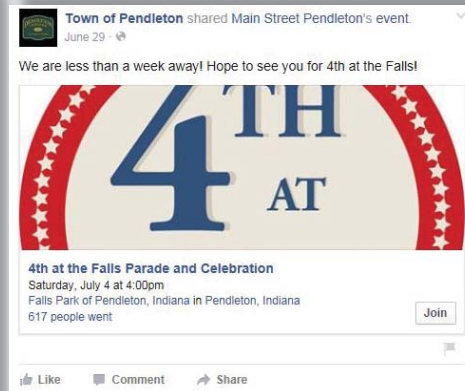 Town of Pendleton shared Main Street Pendleton's event.
June 29 ·
We are less than a week away! Hope to see you for 4th at the Falls!
4TH
AT
4th at the Falls Parade and Celebration
Saturday, July 4 at 4:00pm
Falls Park of Pendleton, Indiana in Pendleton, Indiana
617 people went
Join
Like Comment Share